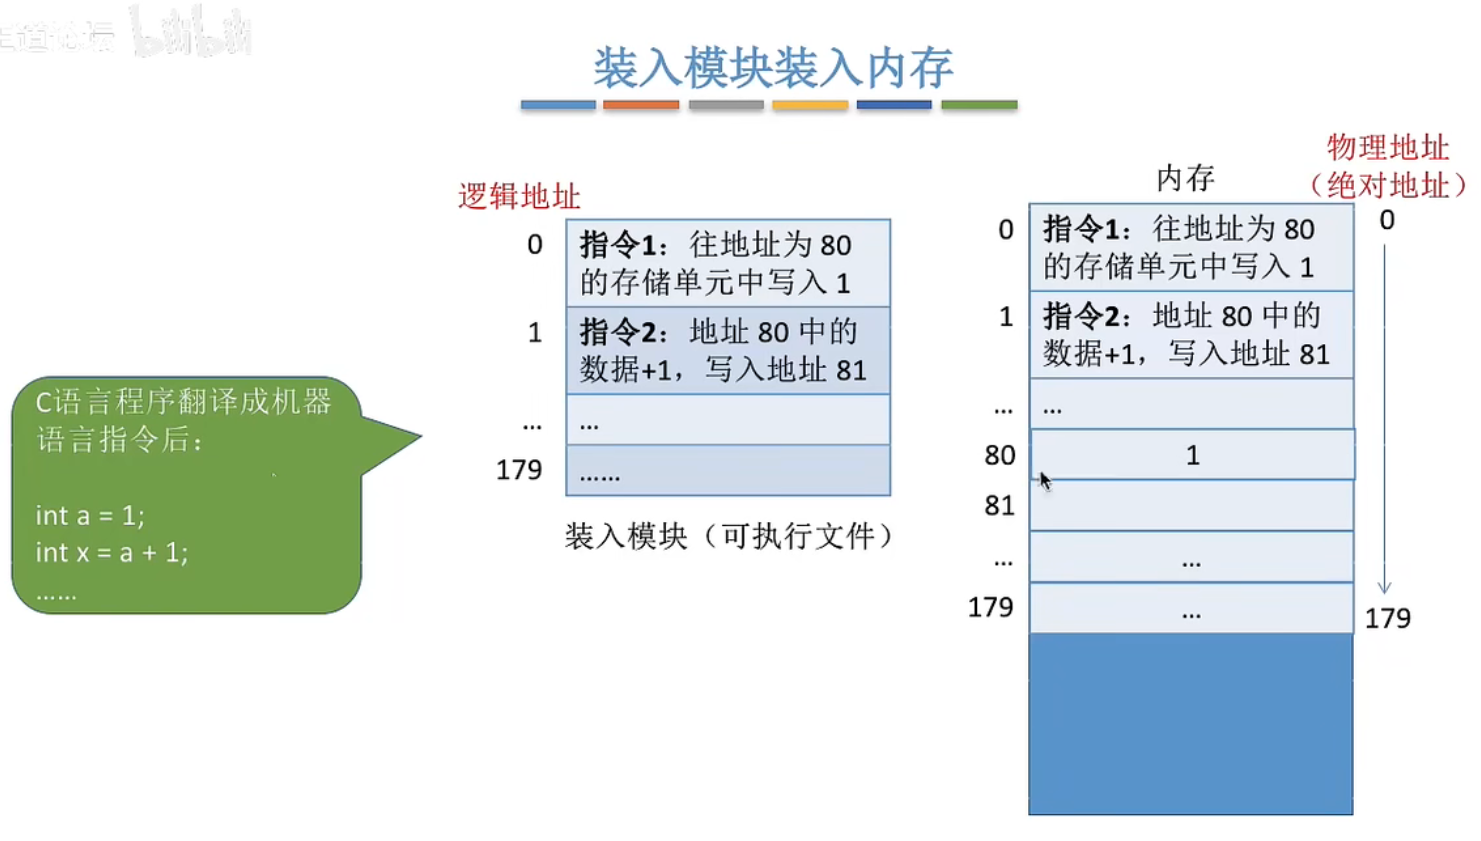 bilibili
装入模块装入内存
逻辑地址
0
指令1：往地址为 80
的存储单元中写入 1
1
指令2：地址 80 中的
数据+1，写入地址 81
...
...
179
......
装入模块（可执行文件）
C语言程序翻译成机器
语言指令后：
int a = 1;
int x = a + 1;
......
内存
物理地址
（绝对地址）
0
指令1：往地址为 80
的存储单元中写入 1
0
1
指令2：地址 80 中的
数据+1，写入地址 81
...
...
80
1
81
...
...
179
...
179